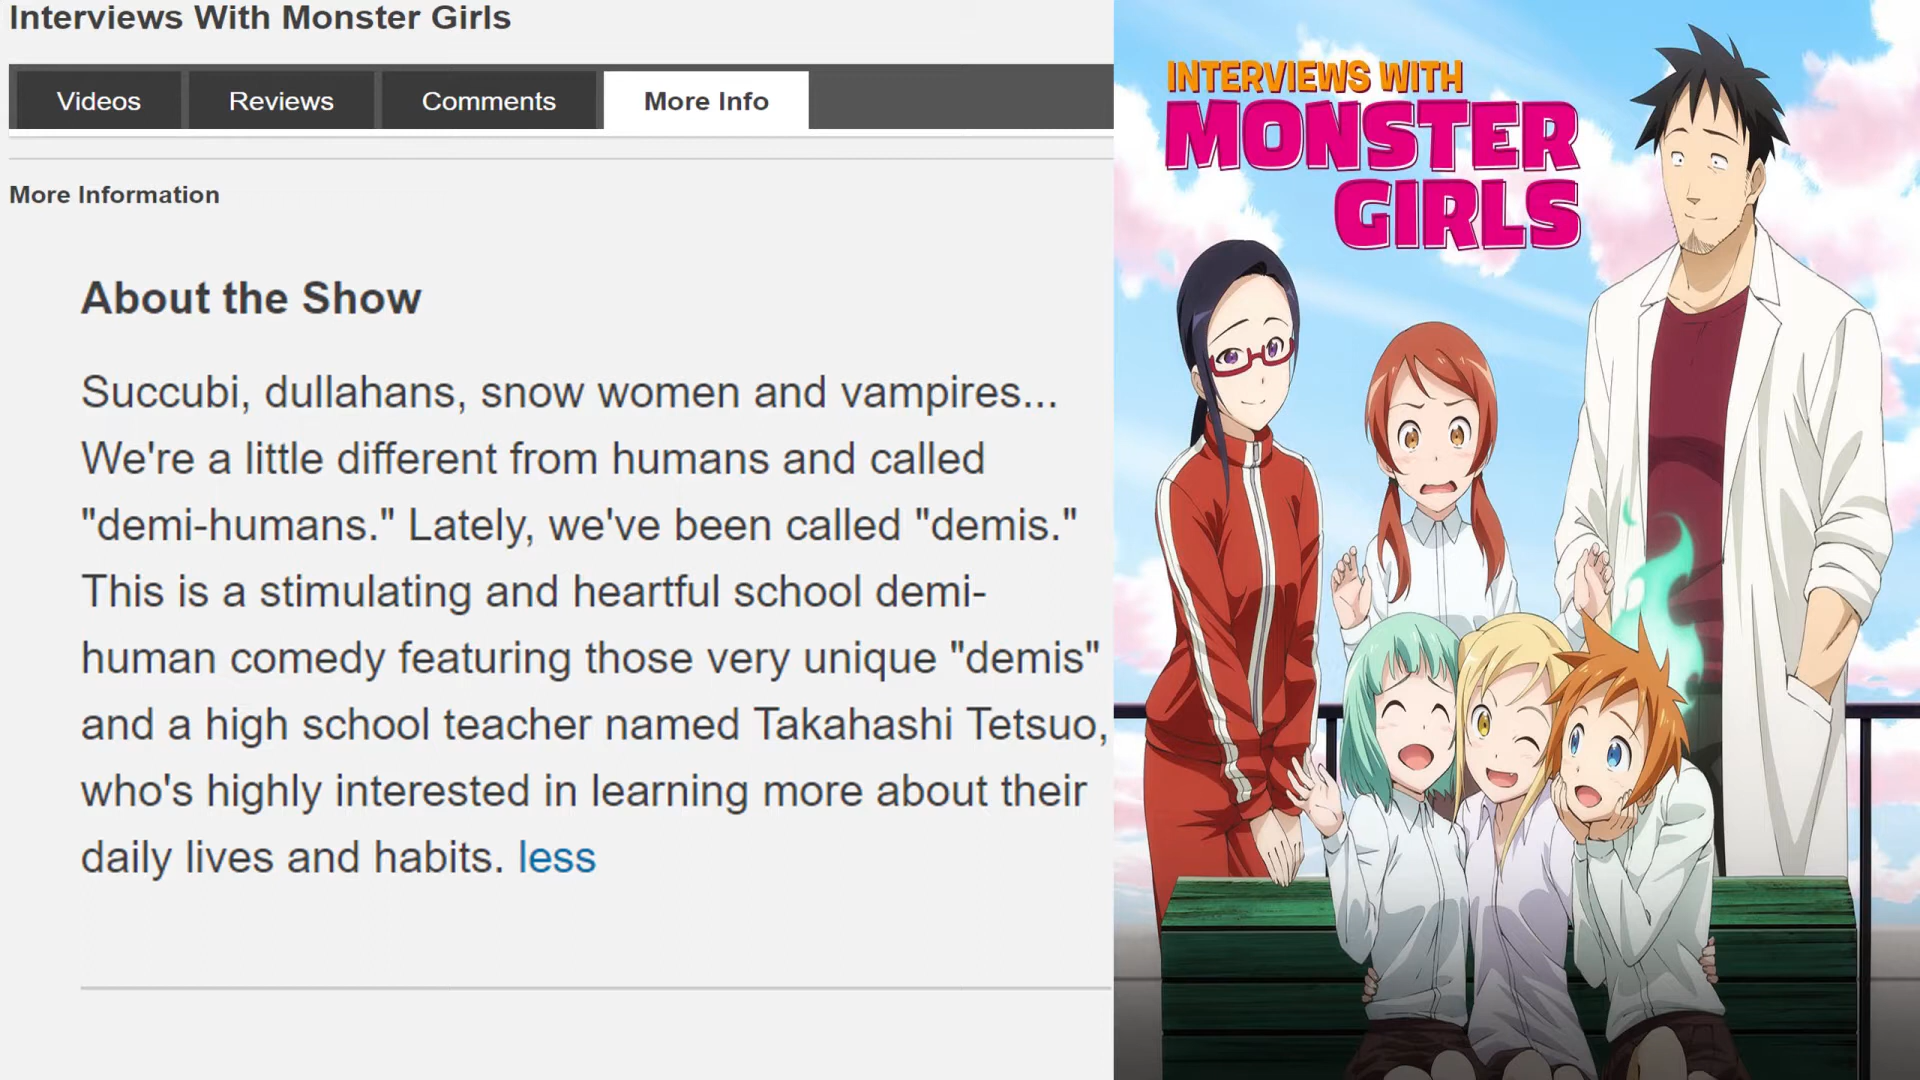 Interviews With Monster Girls
Videos
Reviews
Comments
More Info
More Information
About the Show
Succubi, dullahans, snow women and vampires...
We're a little different from humans and called
"demi-humans." Lately, we've been called "demis."
This is a stimulating and heartful school demi-
human comedy featuring those very unique "demis"
and a high school teacher named Takahashi Tetsuo,
who's highly interested in learning more about their
daily lives and habits. less
INTERVIEWS WITH
MONSTER
GIRLS